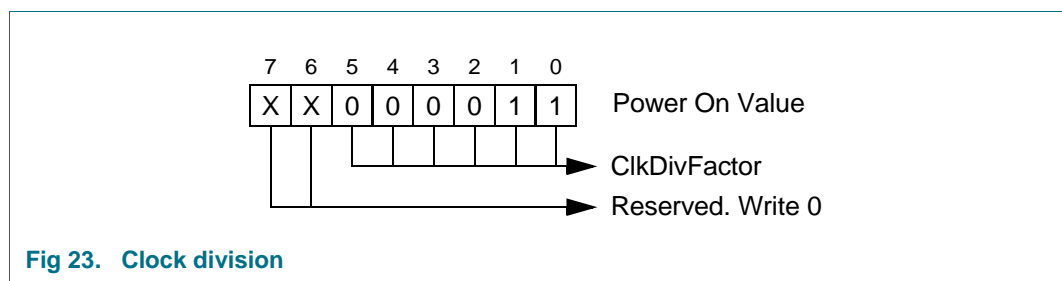 7 6 5 4 3 2 1 0
X X 0 0 0 0 1 1 Power On Value
ClkDivFactor
Reserved. Write 0
Fig 23. Clock division